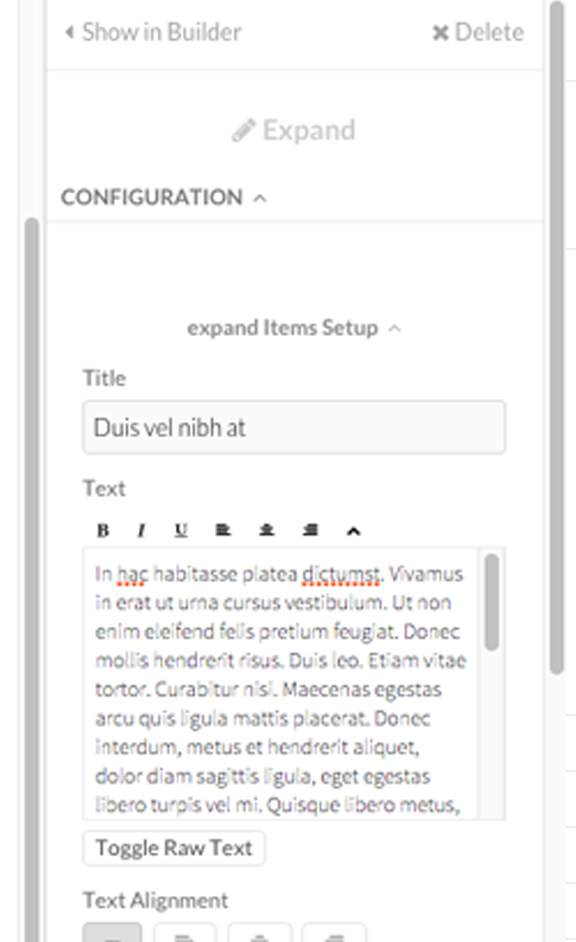 Show in Builder
Delete
Expand
CONFIGURATION
expand Items Setup
Title
Duis vel nibh at
Text
B I U
In hac habitasse platea dictumst. Vivamus
in erat ut urna cursus vestibulum. Ut non
enim eleifend felis pretium feugiat. Donec
mollis hendrerit risus. Duis leo. Etiam vitae
tortor. Curabitur nisi. Maecenas egestas
arcu quis ligula mattis placerat. Donec
interdum, metus et hendrerit aliquet,
dolor diam sagittis ligula, eget egestas
libero turpis vel mi. Quisque libero metus,
Toggle Raw Text
Text Alignment